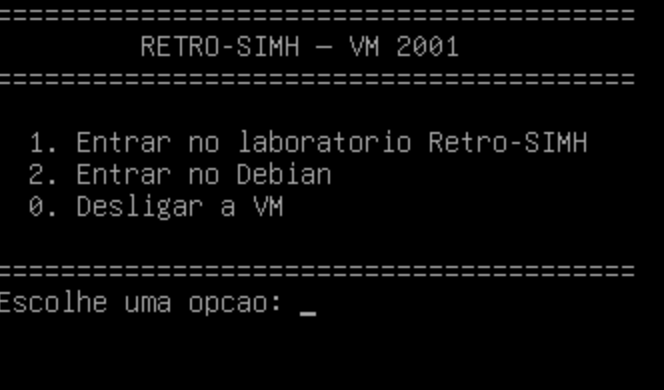 ========================================
RETRO-SIMH — VM 2001
========================================
1. Entrar no laboratorio Retro-SIMH
2. Entrar no Debian
0. Desligar a VM
========================================
Escolhe uma opcao: _